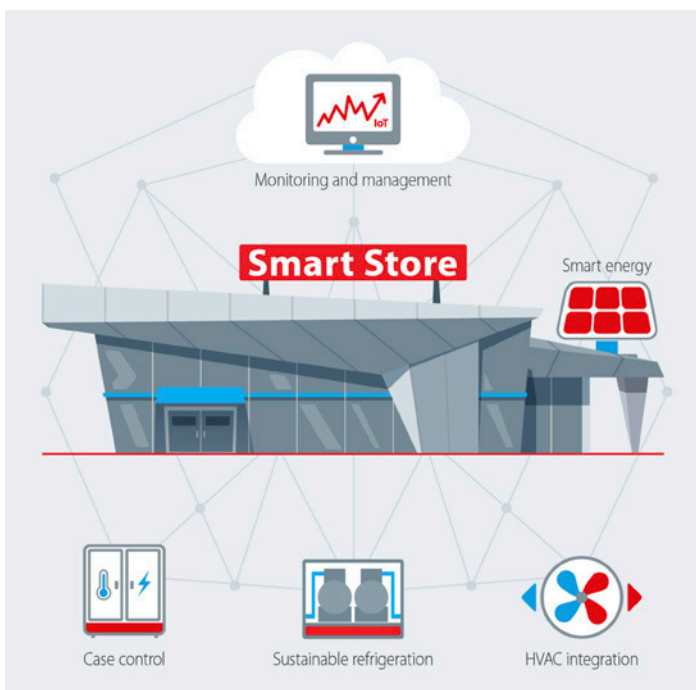 IoT
Monitoring and management
Smart Store
Smart energy
Case control
Sustainable refrigeration
HVAC integration